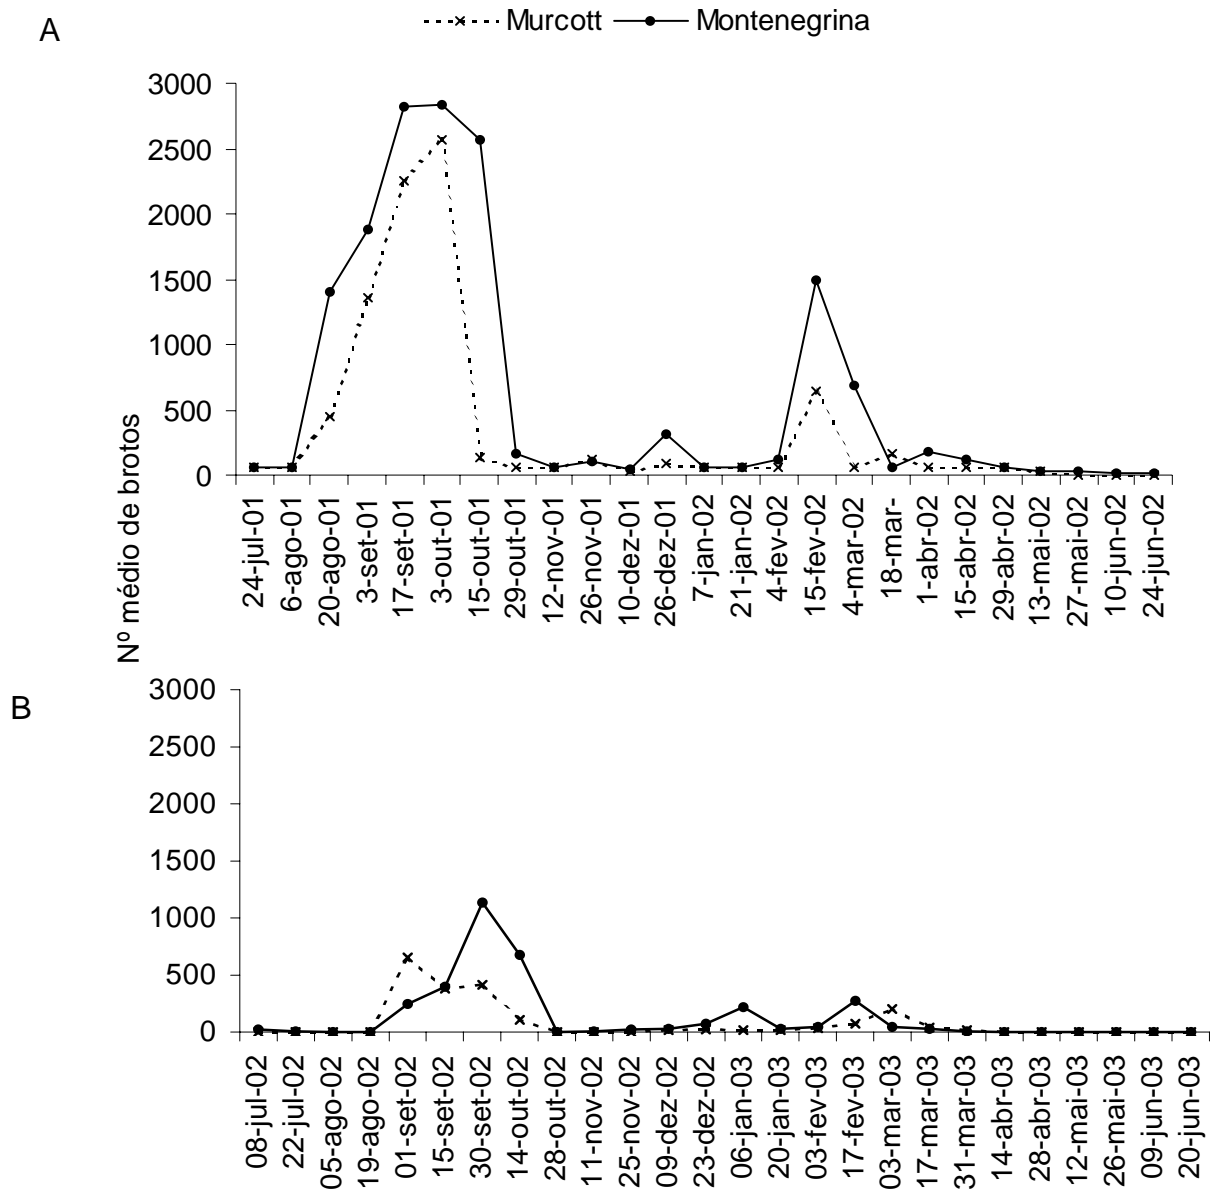 A
Murcott Montenegrina
3000
2500
2000
1500
1000
500
0
24-jul-01
6-ago-01
20-ago-01
3-set-01
17-set-01
3-out-01
15-out-01
29-out-01
12-nov-01
26-nov-01
10-dez-01
26-dez-01
7-jan-02
21-jan-02
4-fev-02
15-fev-02
4-mar-02
18-mar-
1-abr-02
15-abr-02
29-abr-02
13-mai-02
27-mai-02
10-jun-02
24-jun-02
Nº médio de brotos
B
3000
2500
2000
1500
1000
500
0
08-jul-02
22-jul-02
05-ago-02
19-ago-02
01-set-02
15-set-02
30-set-02
14-out-02
28-out-02
11-nov-02
25-nov-02
09-dez-02
23-dez-02
06-jan-03
20-jan-03
03-fev-03
17-fev-03
03-mar-03
17-mar-03
31-mar-03
14-abr-03
28-abr-03
12-mai-03
26-mai-03
09-jun-03
20-jun-03